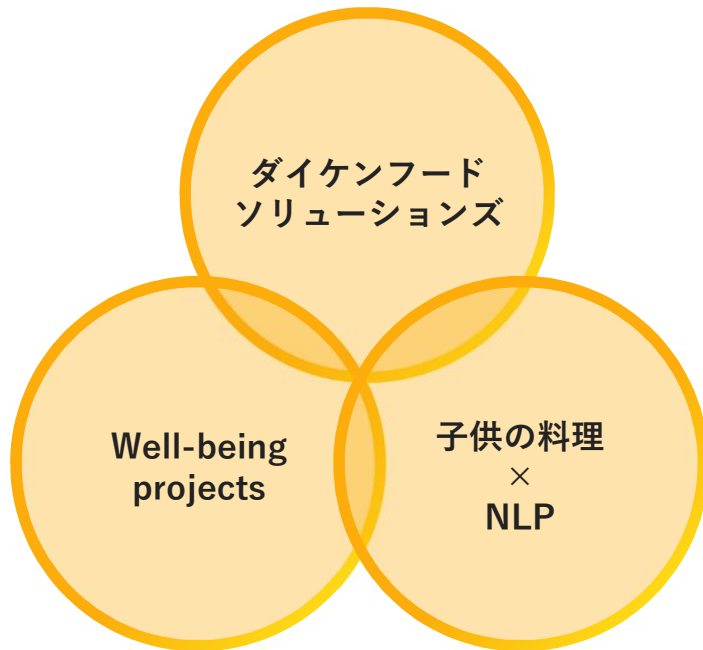 ダイケンフード
ソリューションズ
Well-being
projects
子供の料理
×
NLP